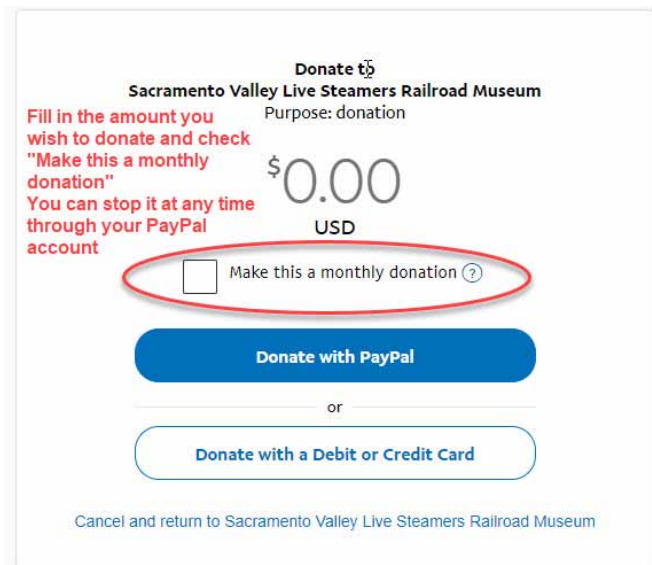 Donate to
Sacramento Valley Live Steamers Railroad Museum
Purpose: donation
Fill in the amount you
wish to donate and check
"Make this a monthly
donation"
You can stop it at any time
through your PayPal
account
$0.00
USD
Make this a monthly donation ?
Donate with PayPal
or
Donate with a Debit or Credit Card
Cancel and return to Sacramento Valley Live Steamers Railroad Museum